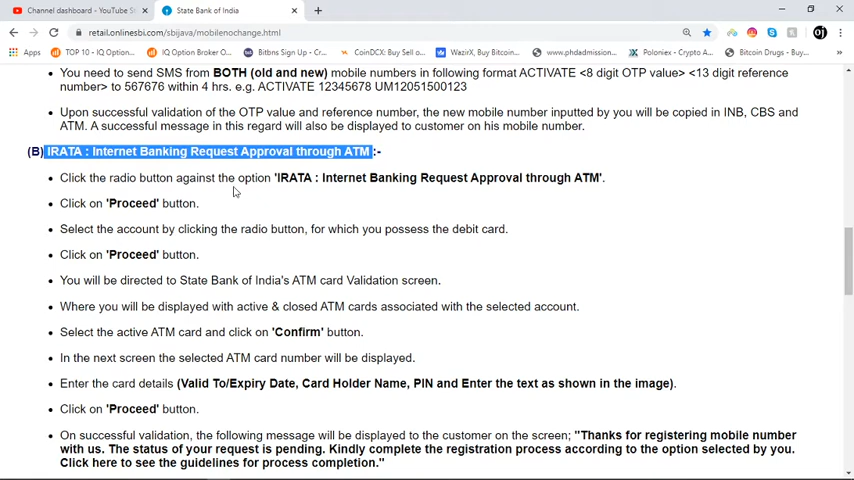 Channel dashboard - YouTube S
State Bank of India
retail.onlinesbi.com/sbijava/mobilenochange.html
Apps
TOP 10 - IQ Option...
IQ Option Broker O...
Bitbns Sign Up - Cr...
CoinDCX: Buy Sell o...
WazirX, Buy Bitcoin...
www.phdadmission...
Poloniex - Crypto A...
Bitcoin Drugs - Buy...
oj
• You need to send SMS from BOTH (old and new) mobile numbers in following format ACTIVATE <8 digit OTP value> <13 digit reference
number> to 567676 within 4 hrs. e.g. ACTIVATE 12345678 UM12051500123
• Upon successful validation of the OTP value and reference number, the new mobile number inputted by you will be copied in INB, CBS and
ATM. A successful message in this regard will also be displayed to customer on his mobile number.
(B) IRATA : Internet Banking Request Approval through ATM :-
• Click the radio button against the option 'IRATA : Internet Banking Request Approval through ATM'.
• Click on 'Proceed' button.
• Select the account by clicking the radio button, for which you possess the debit card.
• Click on 'Proceed' button.
• You will be directed to State Bank of India's ATM card Validation screen.
• Where you will be displayed with active & closed ATM cards associated with the selected account.
• Select the active ATM card and click on 'Confirm' button.
• In the next screen the selected ATM card number will be displayed.
• Enter the card details (Valid To/Expiry Date, Card Holder Name, PIN and Enter the text as shown in the image).
• Click on 'Proceed' button.
• On successful validation, the following message will be displayed to the customer on the screen; "Thanks for registering mobile number
with us. The status of your request is pending. Kindly complete the registration process according to the option selected by you.
Click here to see the guidelines for process completion."